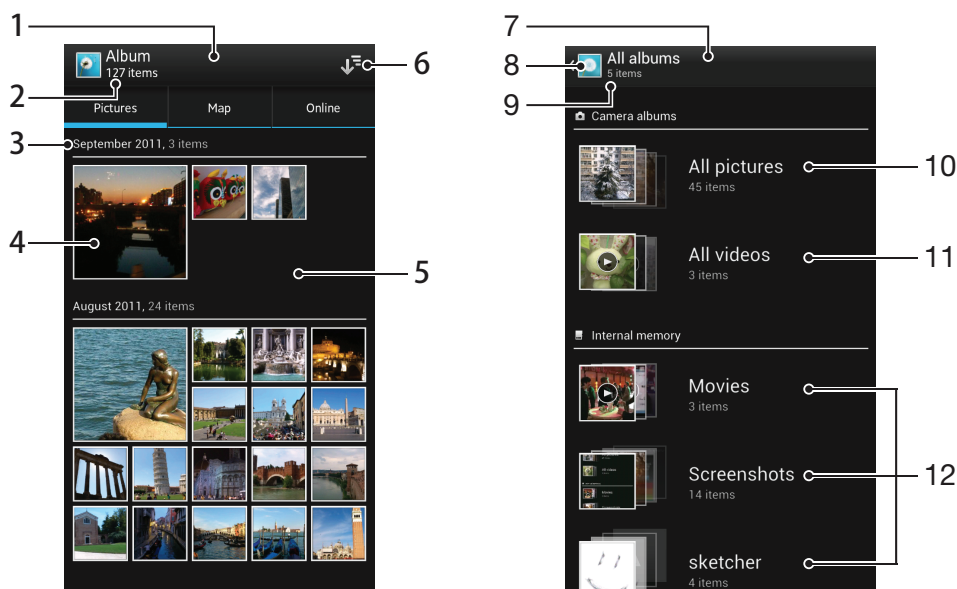 1
Album
127 items
2
6
Pictures
Map
Online
3
September 2011, 3 items
4
5
August 2011, 24 items
7
8
All albums
5 items
9
Camera albums
All pictures
45 items
10
All videos
3 items
11
Internal memory
Movies
3 items
Screenshots
14 items
12
sketcher
4 items